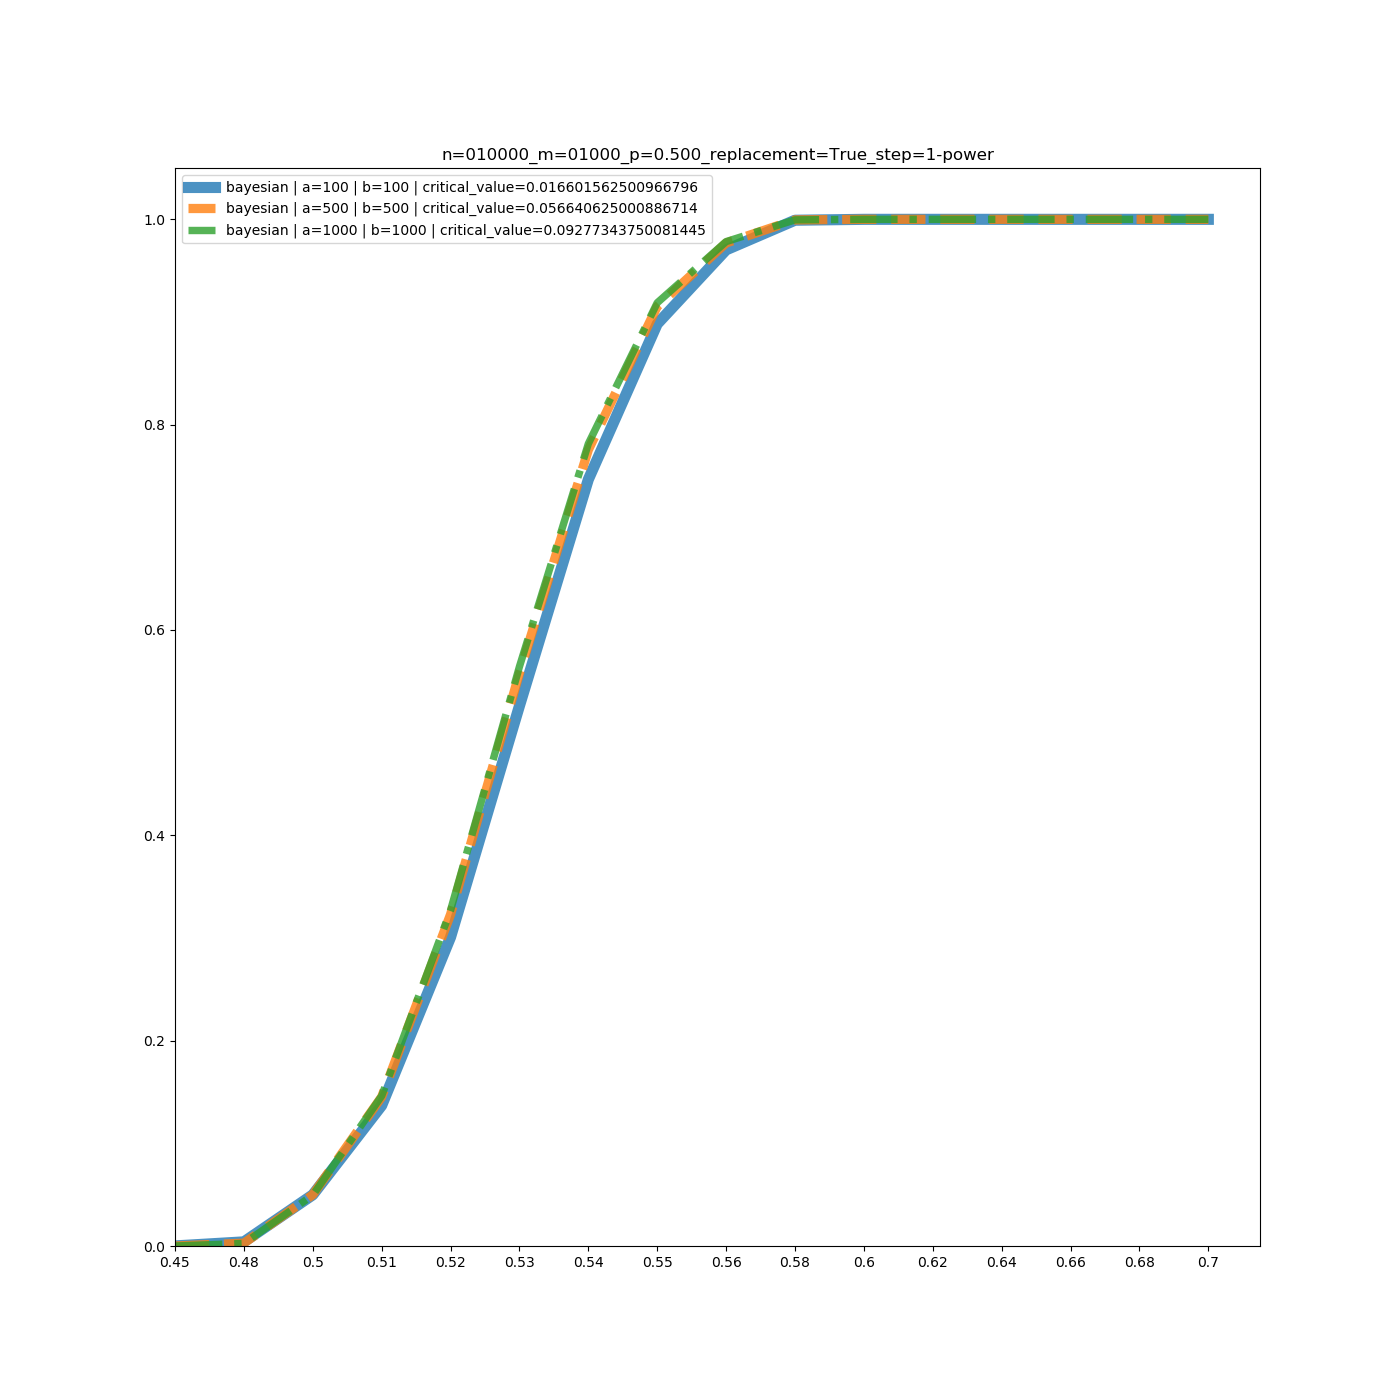 n=010000_m=01000_p=0.500_replacement=True_step=1-power
bayesian | a=100 | b=100 | critical_value=0.016601562500966796
bayesian | a=500 | b=500 | critical_value=0.056640625000886714
bayesian | a=1000 | b=1000 | critical_value=0.09277343750081445
1.0
0.8
0.6
0.4
0.2
0.0
0.45 0.48 0.5 0.51 0.52 0.53 0.54 0.55 0.56 0.58 0.6 0.62 0.64 0.66 0.68 0.7